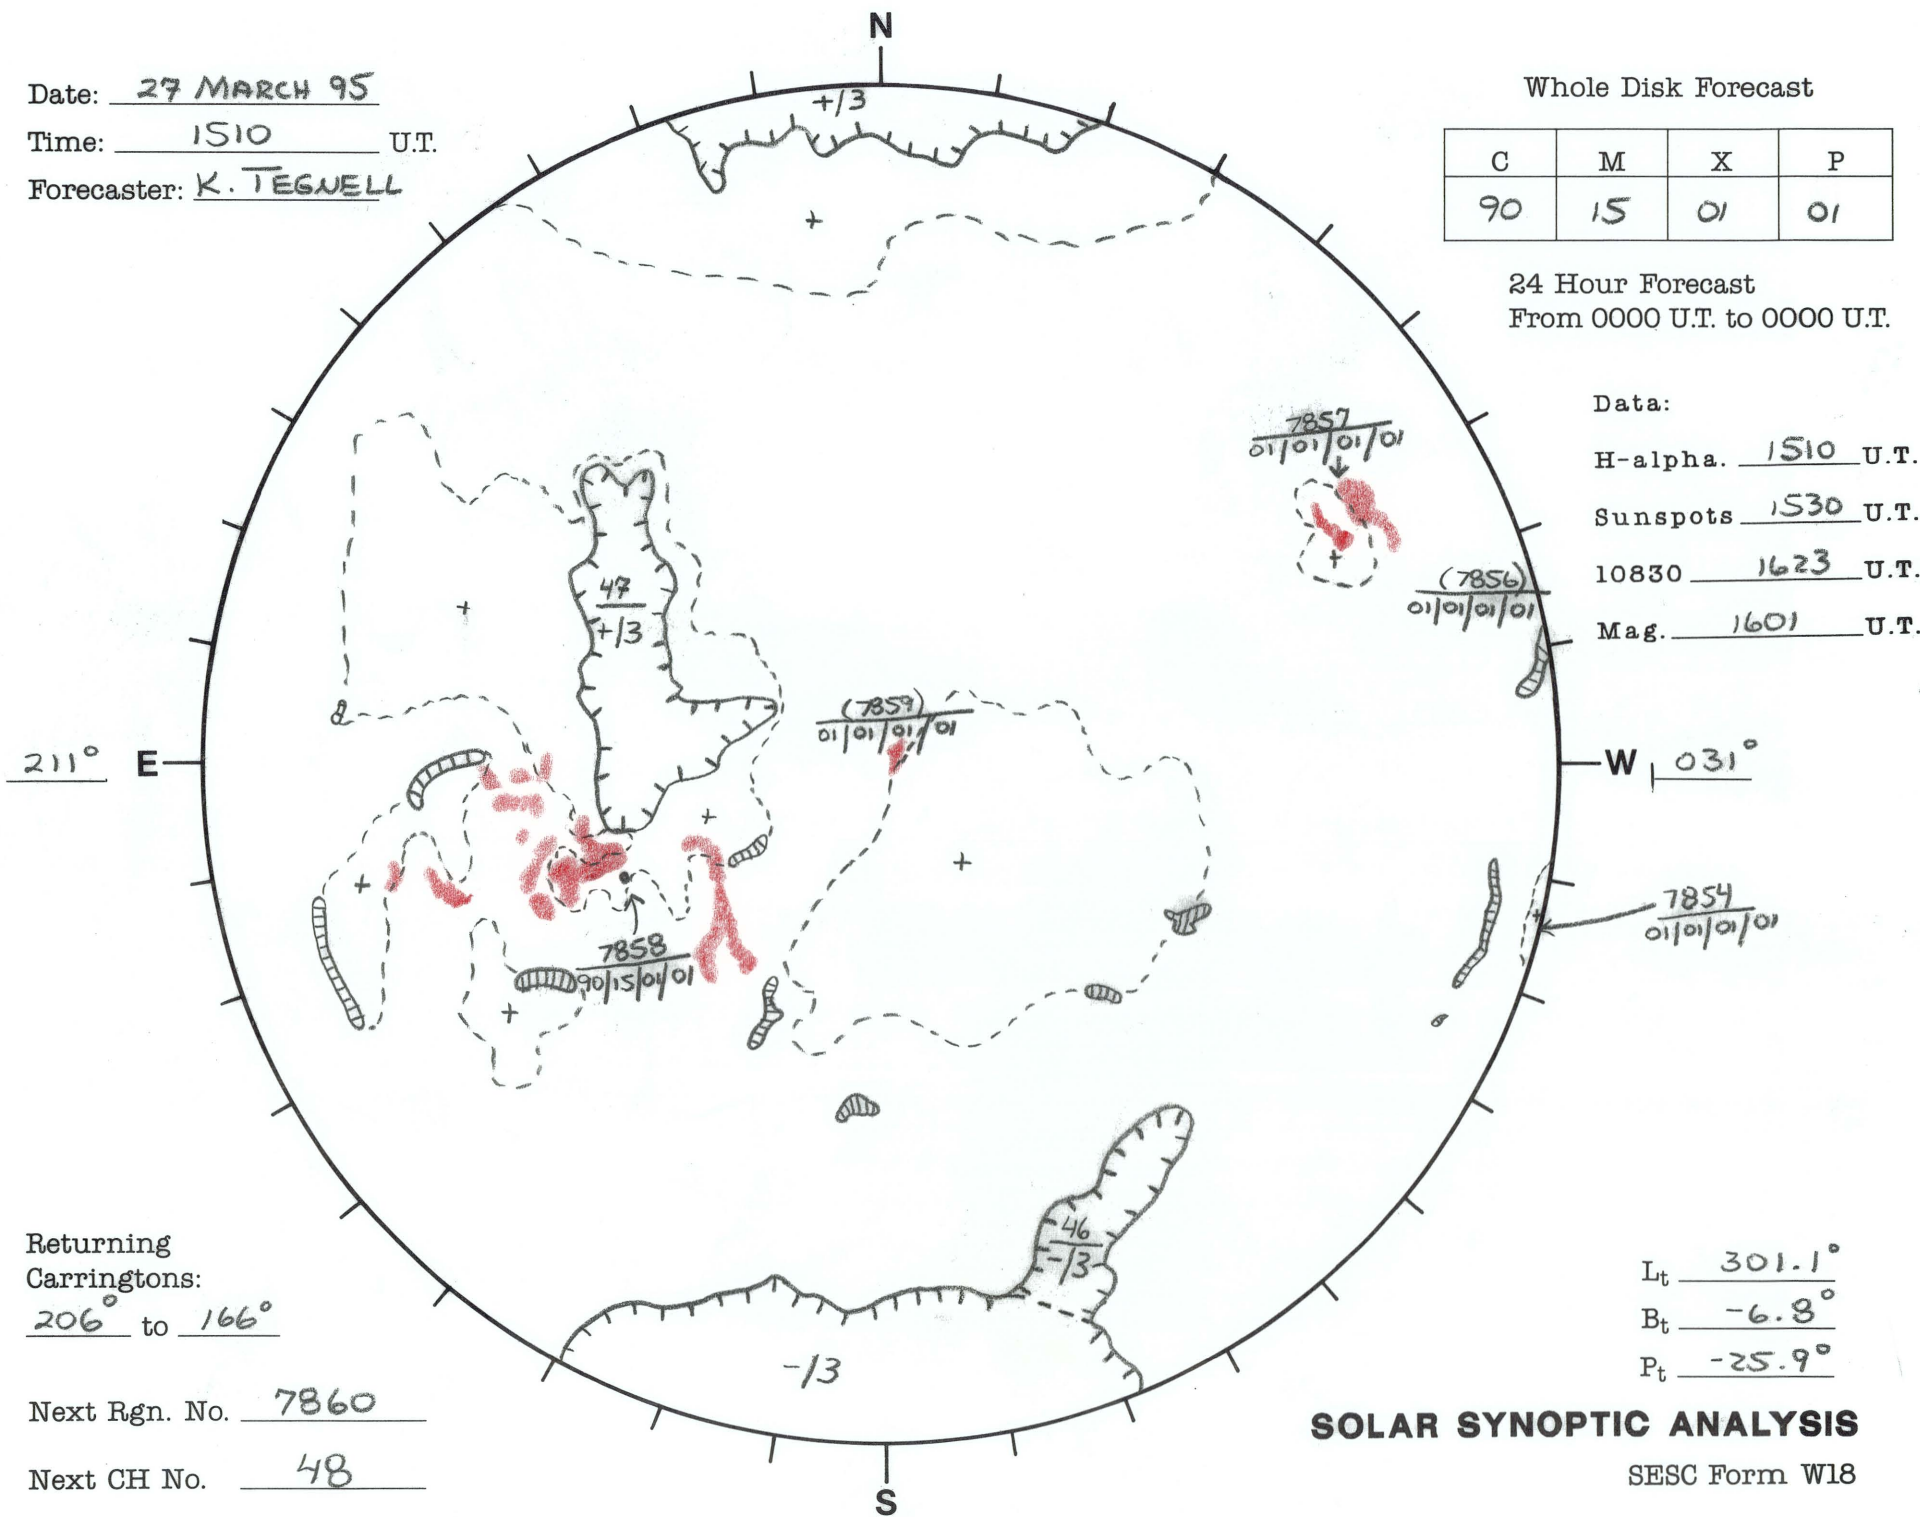 N
Date: 27 MARCH 95
Time: 1510 U.T.
Forecaster: K. TEGNELL
Whole Disk Forecast
C M X P
90 15 01 01
24 Hour Forecast
From 0000 U.T. to 0000 U.T.
Data:
H-alpha. 1510 U.T.
Sunspots 1530 U.T.
10830 1623 U.T.
Mag. 1601 U.T.
+/3
+
7857
01/01/01/01
+
(7856)
01/01/01/01
47
+/3
+
(7859)
01/01/01/01
211° E
W 031°
+
+
+
7858
90/15/01/01
+
+
7854
01/01/01/01
46
-/3
-/3
Returning
Carringtons:
206° to 166°
Next Rgn. No. 7860
Next CH No. 48
S
Lt 301.1°
Bt -6.8°
Pt -25.9°
SOLAR SYNOPTIC ANALYSIS
SESC Form W18